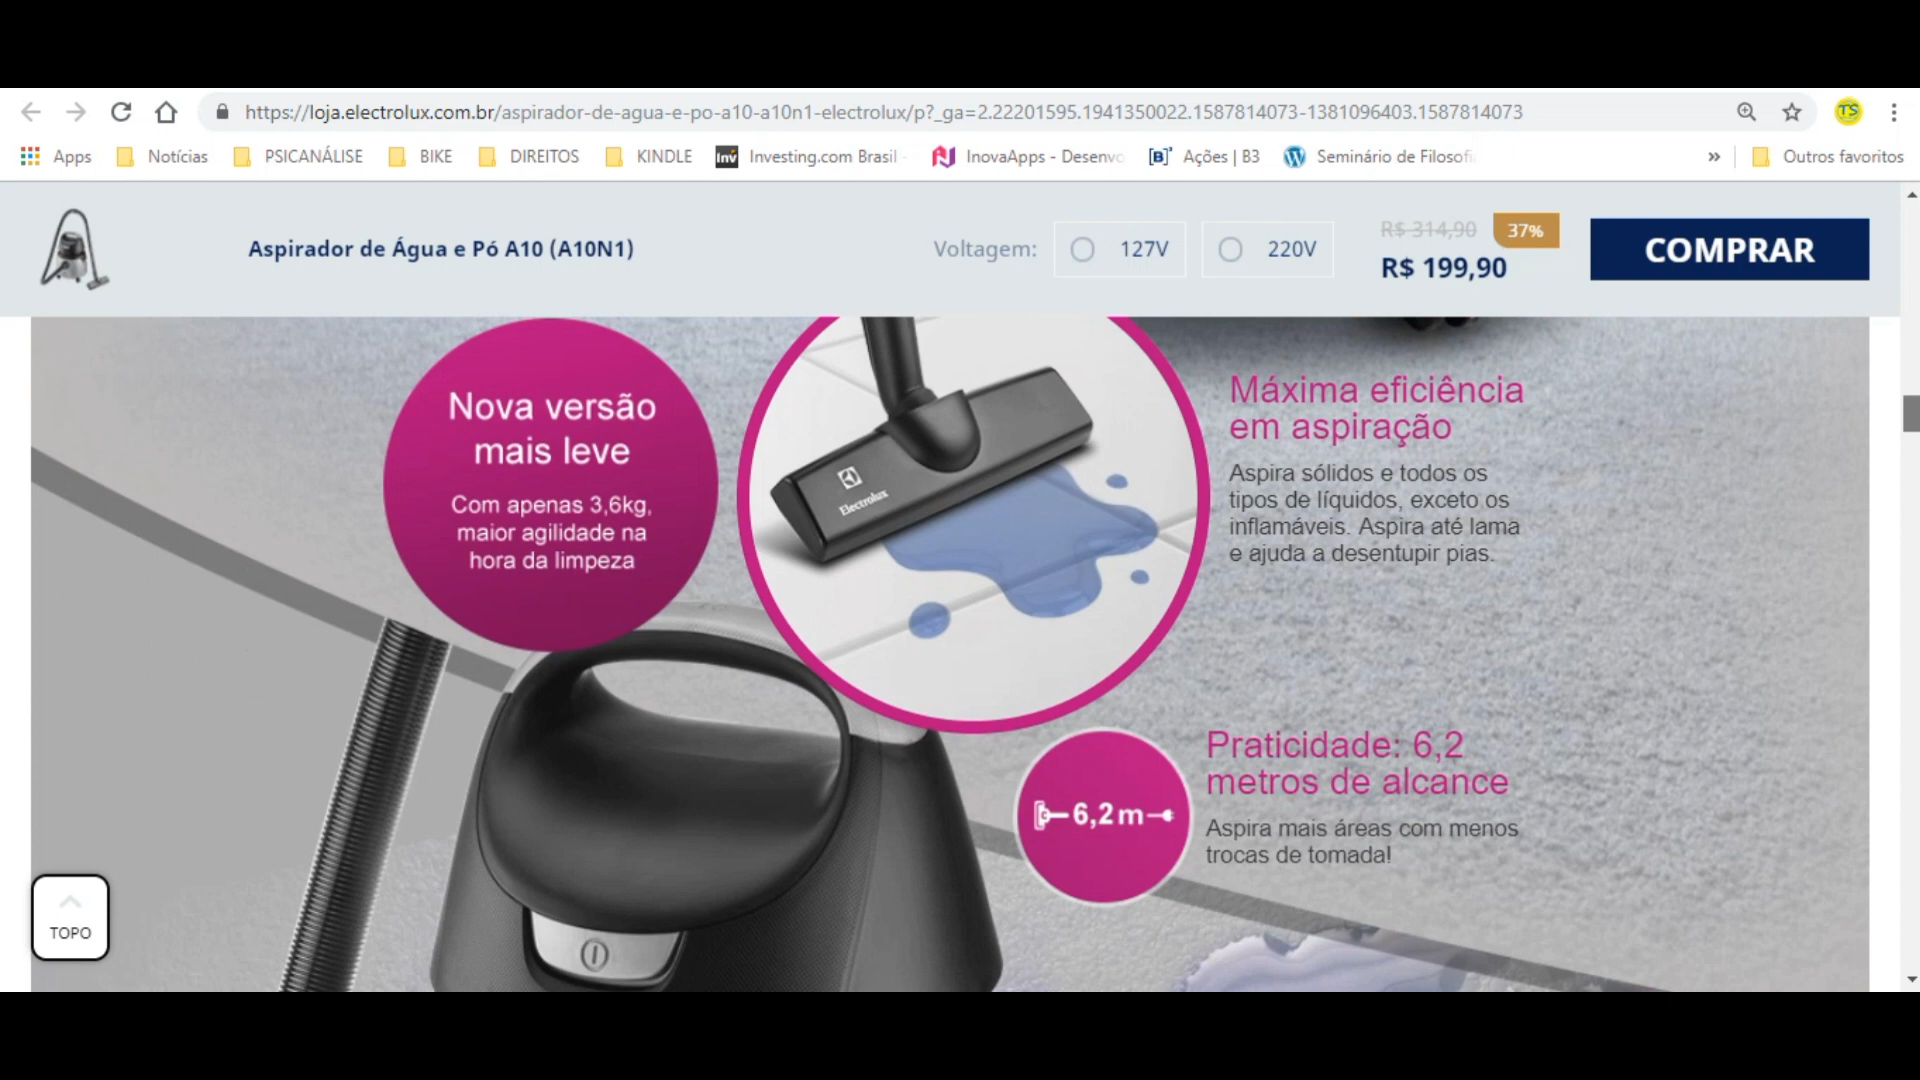 https://loja.electrolux.com.br/aspirador-de-agua-e-po-a10-a10n1-electrolux/p?_ga=2.22201595.1941350022.1587814073-1381096403.1587814073
TS
Apps Notícias PSICANÁLISE BIKE DIREITOS KINDLE Inv Investing.com Brasil - InovaApps - Desenvo [B]³ Ações | B3 Seminário de Filosofi » Outros favoritos
Aspirador de Água e Pó A10 (A10N1)
Voltagem: 127V 220V
R$ 314,90 37%
R$ 199,90
COMPRAR
Nova versão
mais leve
Com apenas 3,6kg,
maior agilidade na
hora da limpeza
Electrolux
Máxima eficiência
em aspiração
Aspira sólidos e todos os
tipos de líquidos, exceto os
inflamáveis. Aspira até lama
e ajuda a desentupir pias.
6,2m
Praticidade: 6,2
metros de alcance
Aspira mais áreas com menos
trocas de tomada!
TOPO